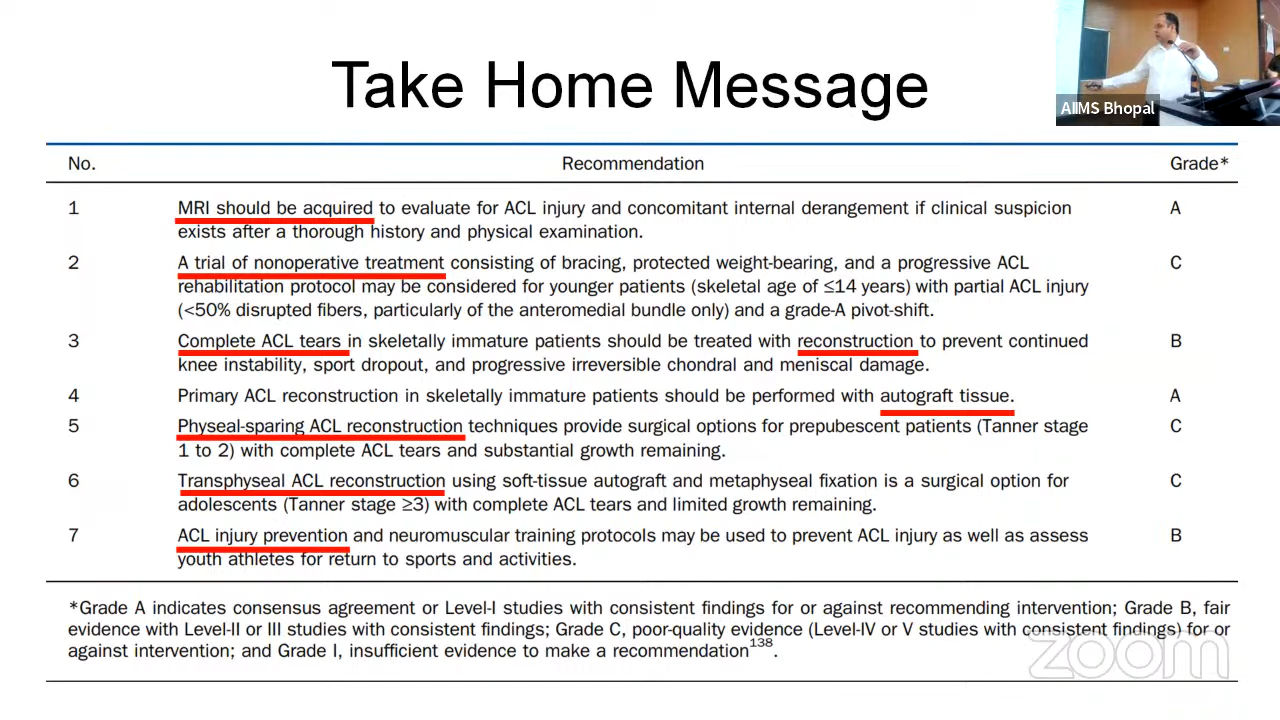 Take Home Message
AIIMS Bhopal
No. Recommendation Grade*
1 MRI should be acquired to evaluate for ACL injury and concomitant internal derangement if clinical suspicion A
exists after a thorough history and physical examination.
2 A trial of nonoperative treatment consisting of bracing, protected weight-bearing, and a progressive ACL C
rehabilitation protocol may be considered for younger patients (skeletal age of ≤14 years) with partial ACL injury
(<50% disrupted fibers, particularly of the anteromedial bundle only) and a grade-A pivot-shift.
3 Complete ACL tears in skeletally immature patients should be treated with reconstruction to prevent continued B
knee instability, sport dropout, and progressive irreversible chondral and meniscal damage.
4 Primary ACL reconstruction in skeletally immature patients should be performed with autograft tissue. A
5 Physeal-sparing ACL reconstruction techniques provide surgical options for prepubescent patients (Tanner stage C
1 to 2) with complete ACL tears and substantial growth remaining.
6 Transphyseal ACL reconstruction using soft-tissue autograft and metaphyseal fixation is a surgical option for C
adolescents (Tanner stage ≥3) with complete ACL tears and limited growth remaining.
7 ACL injury prevention and neuromuscular training protocols may be used to prevent ACL injury as well as assess B
youth athletes for return to sports and activities.
*Grade A indicates consensus agreement or Level-I studies with consistent findings for or against recommending intervention; Grade B, fair
evidence with Level-II or III studies with consistent findings; Grade C, poor-quality evidence (Level-IV or V studies with consistent findings) for or
against intervention; and Grade I, insufficient evidence to make a recommendation138.
zoom